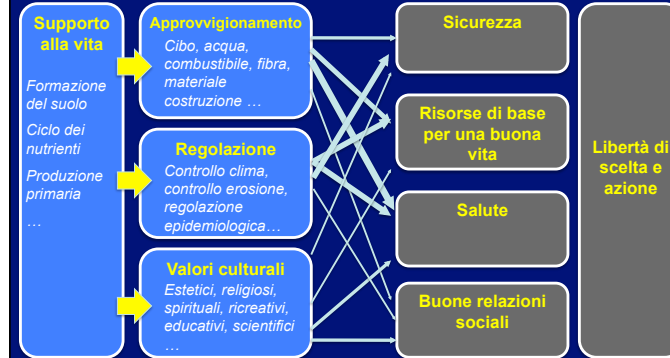 Supporto
alla vita
Formazione
del suolo
Ciclo dei
nutrienti
Produzione
primaria
…
Approvvigionamento
Cibo, acqua,
combustibile, fibra,
materiale
costruzione …
Regolazione
Controllo clima,
controllo erosione,
regolazione
epidemiologica…
Valori culturali
Estetici, religiosi,
spirituali, ricreativi,
educativi, scientifici
…
Sicurezza
Risorse di base
per una buona
vita
Salute
Buone relazioni
sociali
Libertà di
scelta e
azione